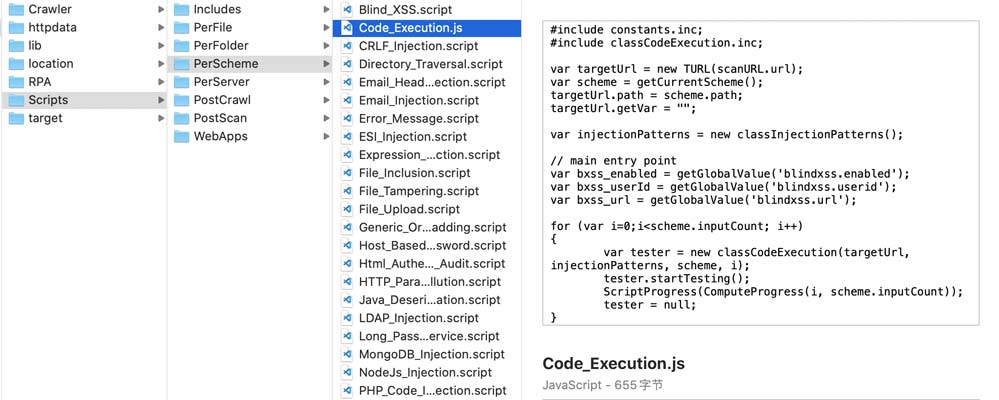 Crawler
httpdata
lib
location
RPA
Scripts
target
Includes
PerFile
PerFolder
PerScheme
PerServer
PostCrawl
PostScan
WebApps
Blind_XSS.script
Code_Execution.js
CRLF_Injection.script
Directory_Traversal.script
Email_Head...ection.script
Email_Injection.script
Error_Message.script
ESI_Injection.script
Expression_...ction.script
File_Inclusion.script
File_Tampering.script
File_Upload.script
Generic_Or...adding.script
Host_Based...sword.script
Html_Authe..._Audit.script
HTTP_Para...llution.script
Java_Deseri...ation.script
LDAP_Injection.script
Long_Pass...ervice.script
MongoDB_Injection.script
NodeJs_Injection.script
PHP_Code_I...ection.script
#include constants.inc;
#include classCodeExecution.inc;
var targetUrl = new TURL(scanURL.url);
var scheme = getCurrentScheme();
targetUrl.path = scheme.path;
targetUrl.getVar = "";
var injectionPatterns = new classInjectionPatterns();
// main entry point
var bxss_enabled = getGlobalValue('blindxss.enabled');
var bxss_userId = getGlobalValue('blindxss.userid');
var bxss_url = getGlobalValue('blindxss.url');
for (var i=0;i<scheme.inputCount; i++)
{
var tester = new classCodeExecution(targetUrl,
injectionPatterns, scheme, i);
tester.startTesting();
ScriptProgress(ComputeProgress(i, scheme.inputCount));
tester = null;
}
Code_Execution.js
JavaScript - 655 字节